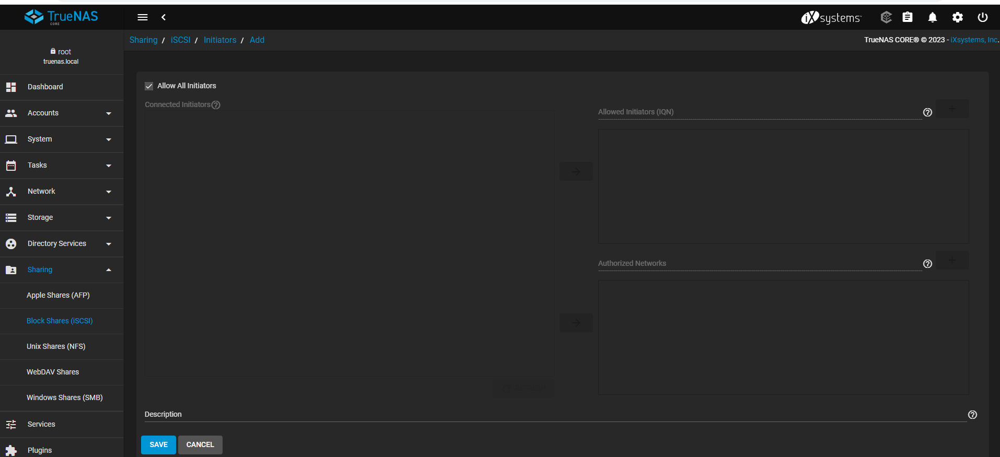 TrueNAS
CORE
iXsystems™
Sharing / iSCSI / Initiators / Add
TrueNAS CORE® © 2023 - iXsystems, Inc.
root
truenas.local
Dashboard
Accounts
System
Tasks
Network
Storage
Directory Services
Sharing
Apple Shares (AFP)
Block Shares (iSCSI)
Unix Shares (NFS)
WebDAV Shares
Windows Shares (SMB)
Services
Plugins
Allow All Initiators
Connected Initiators
Allowed Initiators (IQN)
Authorized Networks
Description
SAVE
CANCEL